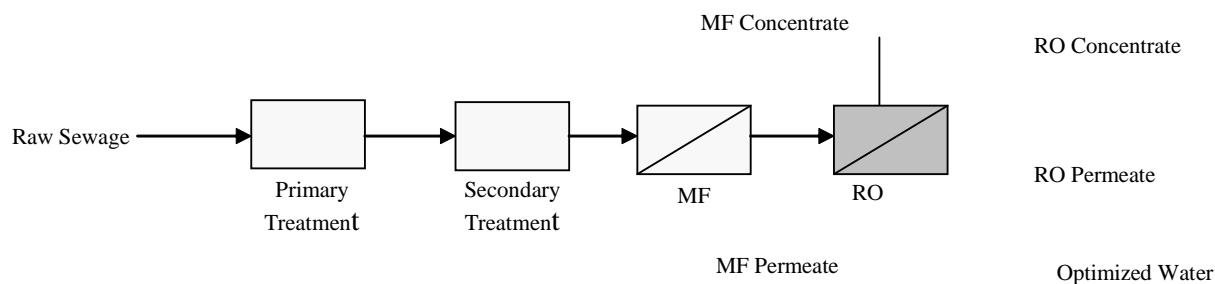 MF Concentrate
RO Concentrate
Raw Sewage
Primary
Treatment
Secondary
Treatment
MF
RO
RO Permeate
MF Permeate
Optimized Water